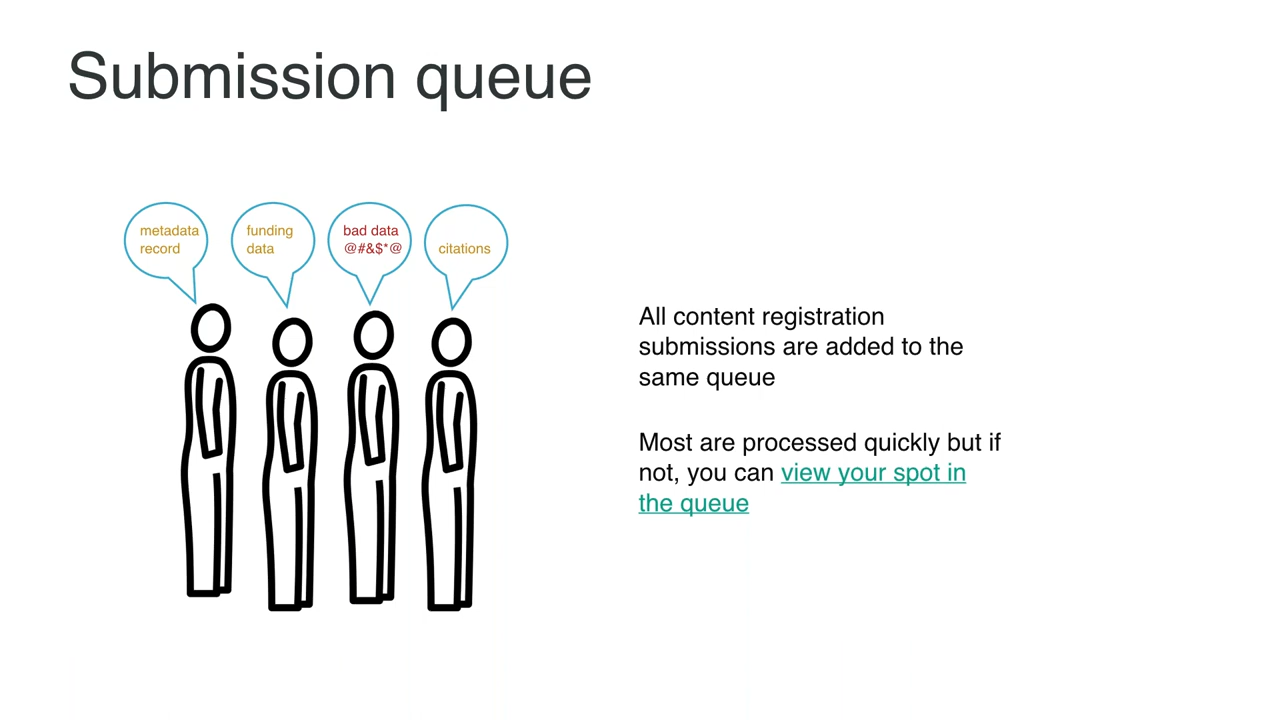 Submission queue
metadata
record
funding
data
bad data
@#&$*@
citations
All content registration
submissions are added to the
same queue
Most are processed quickly but if
not, you can view your spot in
the queue